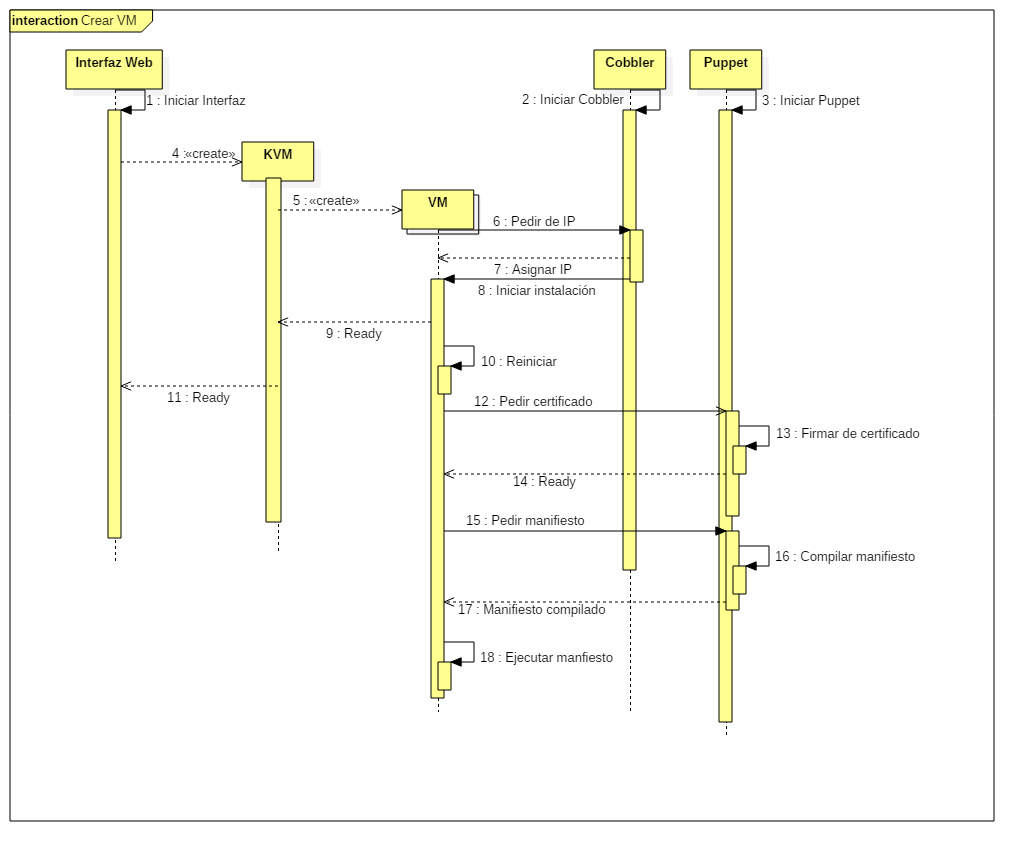 interaction Crear VM
Interfaz Web
Cobbler
Puppet
1 : Iniciar Interfaz
2 : Iniciar Cobbler
3 : Iniciar Puppet
4 :«create»
KVM
5 : «create»
VM
6 : Pedir de IP
7 : Asignar IP
8 : Iniciar instalación
9 : Ready
10 : Reiniciar
11 : Ready
12 : Pedir certificado
13 : Firmar de certificado
14 : Ready
15 : Pedir manifiesto
16 : Compilar manifiesto
17 : Manifiesto compilado
18 : Ejecutar manfiesto